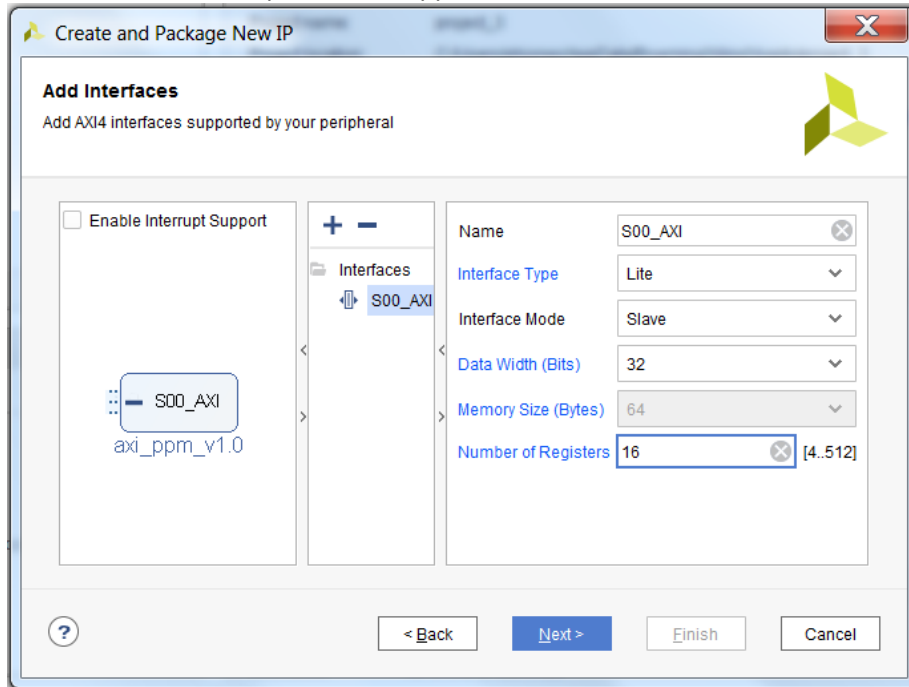 Create and Package New IP
Add Interfaces
Add AXI4 interfaces supported by your peripheral
Enable Interrupt Support
S00_AXI
axi_ppm_v1.0
Interfaces
S00_AXI
Name S00_AXI
Interface Type Lite
Interface Mode Slave
Data Width (Bits) 32
Memory Size (Bytes) 64
Number of Registers 16 [4..512]
? < Back Next > Finish Cancel